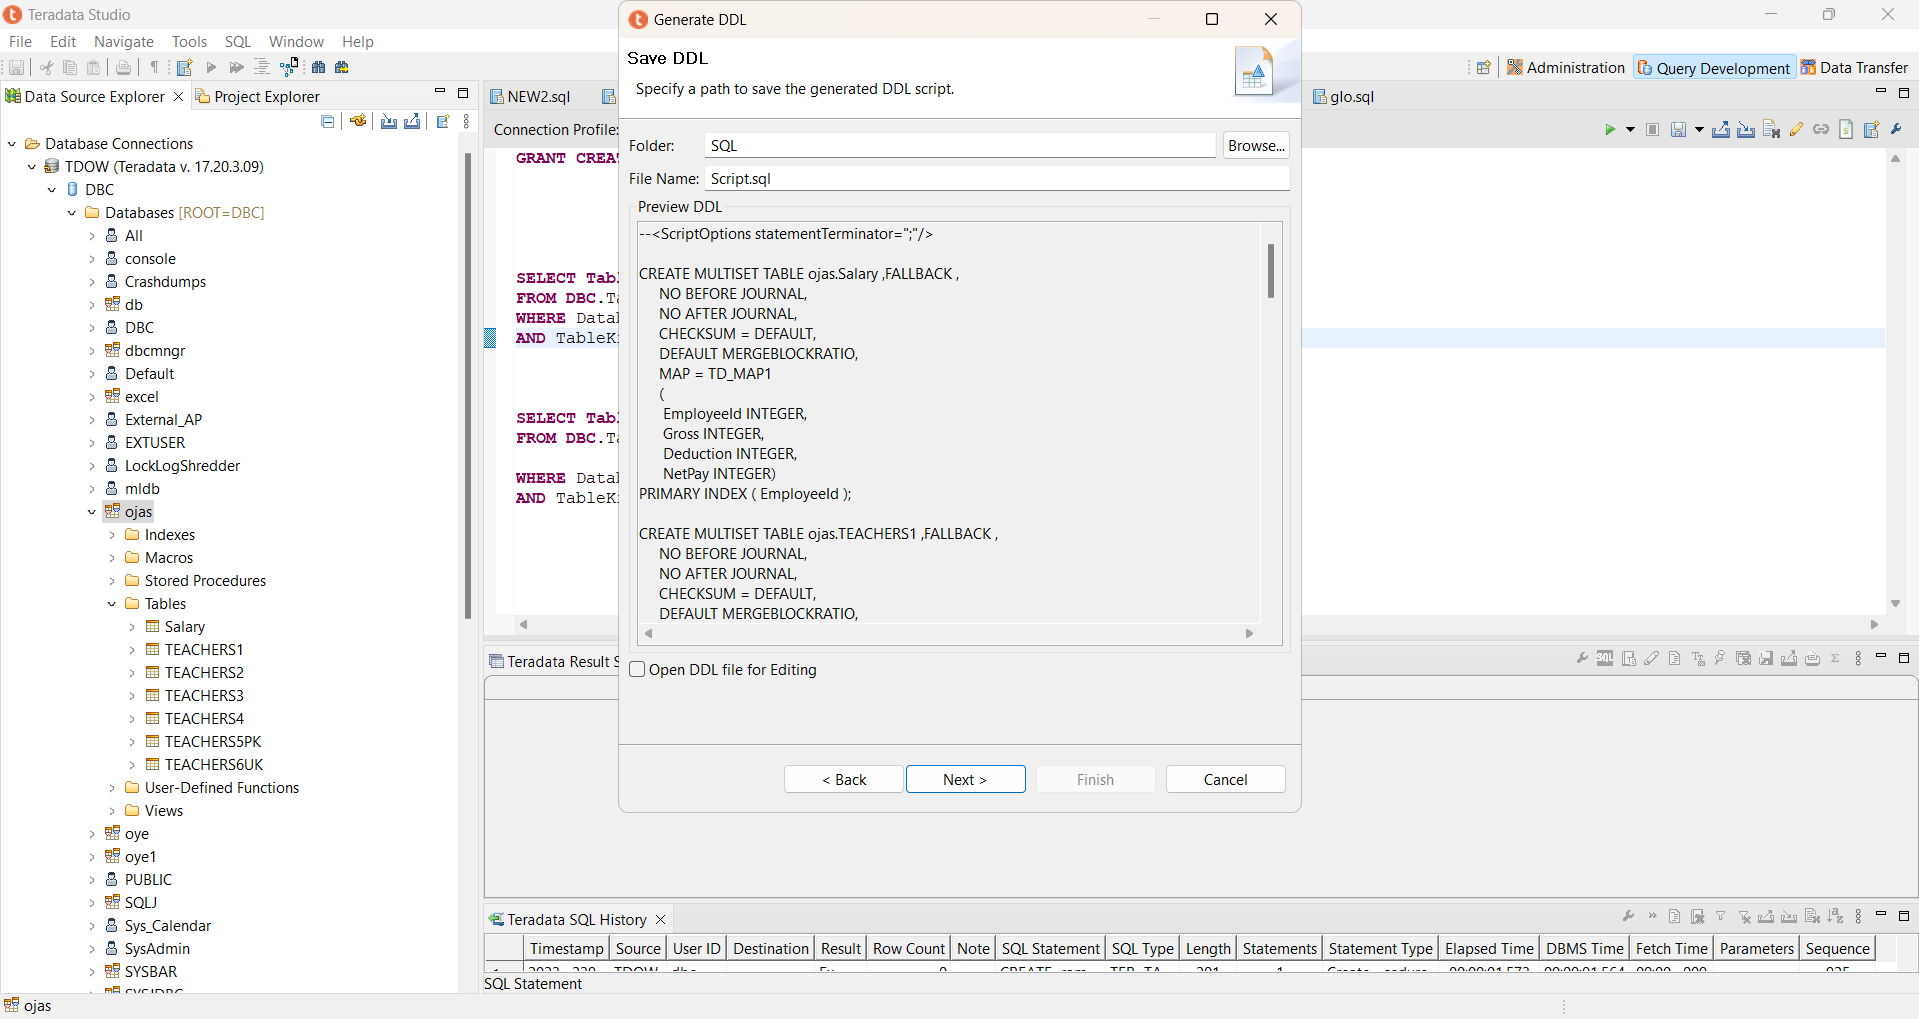 Teradata Studio
File Edit Navigate Tools SQL Window Help
Administration Query Development Data Transfer
Data Source Explorer Project Explorer
Database Connections
TDOW (Teradata v. 17.20.3.09)
DBC
Databases [ROOT=DBC]
All
console
Crashdumps
db
DBC
dbcmngr
Default
excel
External_AP
EXTUSER
LockLogShredder
mldb
ojas
Indexes
Macros
Stored Procedures
Tables
Salary
TEACHERS1
TEACHERS2
TEACHERS3
TEACHERS4
TEACHERS5PK
TEACHERS6UK
User-Defined Functions
Views
oye
oye1
PUBLIC
SQLJ
Sys_Calendar
SysAdmin
SYSBAR
SYSJDBC
ojas
NEW2.sql
glo.sql
Connection Profile:
GRANT CREA
SELECT Tab
FROM DBC.T
WHERE Data
AND TableK
SELECT Tab
FROM DBC.T
WHERE Data
AND TableK
Generate DDL
Save DDL
Specify a path to save the generated DDL script.
Folder: SQL Browse...
File Name: Script.sql
Preview DDL
--<ScriptOptions statementTerminator=";"/>
CREATE MULTISET TABLE ojas.Salary ,FALLBACK ,
NO BEFORE JOURNAL,
NO AFTER JOURNAL,
CHECKSUM = DEFAULT,
DEFAULT MERGEBLOCKRATIO,
MAP = TD_MAP1
(
EmployeeId INTEGER,
Gross INTEGER,
Deduction INTEGER,
NetPay INTEGER)
PRIMARY INDEX ( EmployeeId );
CREATE MULTISET TABLE ojas.TEACHERS1 ,FALLBACK ,
NO BEFORE JOURNAL,
NO AFTER JOURNAL,
CHECKSUM = DEFAULT,
DEFAULT MERGEBLOCKRATIO,
Open DDL file for Editing
< Back Next > Finish Cancel
Teradata Result S
Teradata SQL History
Timestamp Source User ID Destination Result Row Count Note SQL Statement SQL Type Length Statements Statement Type Elapsed Time DBMS Time Fetch Time Parameters Sequence
SQL Statement